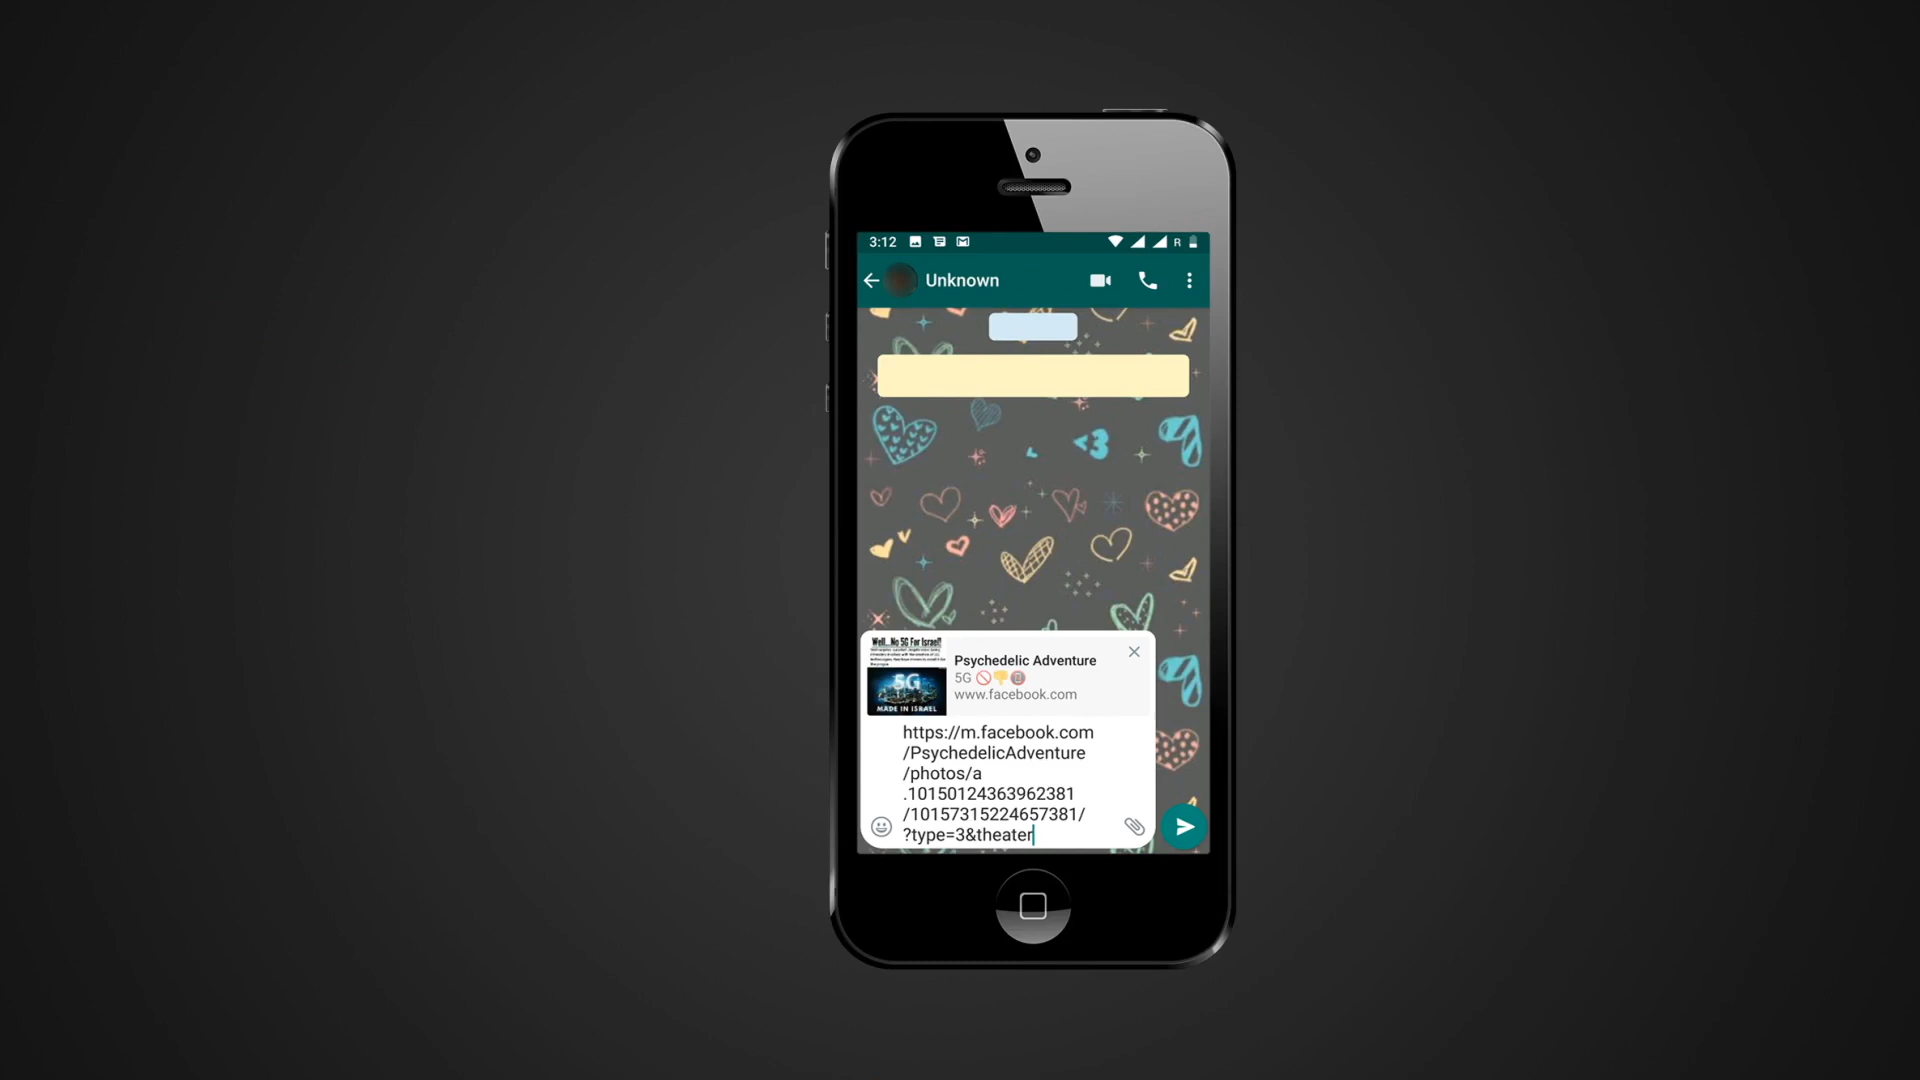 3:12
R
Unknown
<3
Well...No 5G For Israel!
5G
MADE IN ISRAEL
Psychedelic Adventure
5G 🚫👎📵
www.facebook.com
https://m.facebook.com
/PsychedelicAdventure
/photos/a
.10150124363962381
/10157315224657381/
?type=3&theater